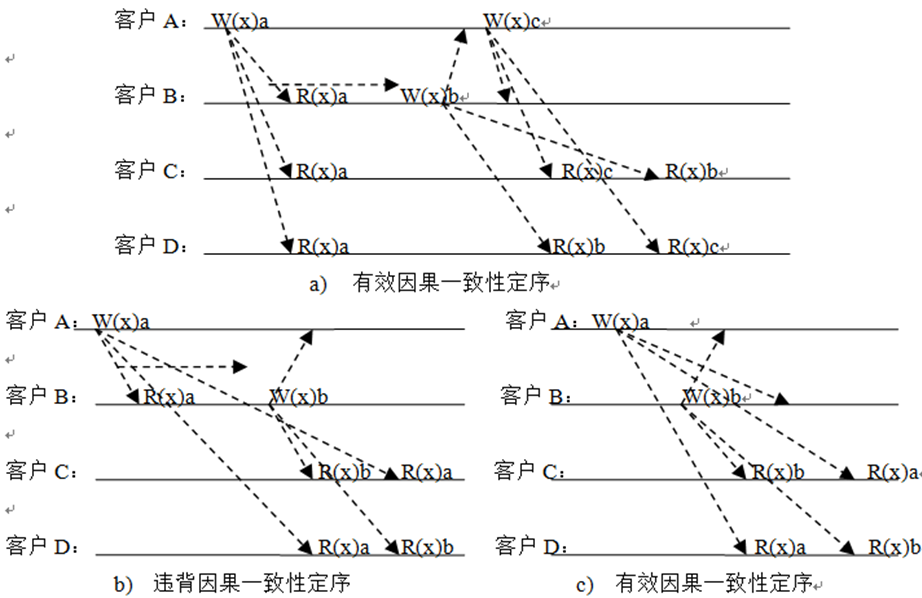 客户 A: W(x)a W(x)c
客户 B: R(x)a W(x)b
客户 C: R(x)a R(x)c R(x)b
客户 D: R(x)a R(x)b R(x)c
a) 有效因果一致性定序
客户 A: W(x)a
客户 B: R(x)a W(x)b
客户 C: R(x)b R(x)a
客户 D: R(x)a R(x)b
b) 违背因果一致性定序
客户 A: W(x)a
客户 B: W(x)b
客户 C: R(x)b R(x)a
客户 D: R(x)a R(x)b
c) 有效因果一致性定序